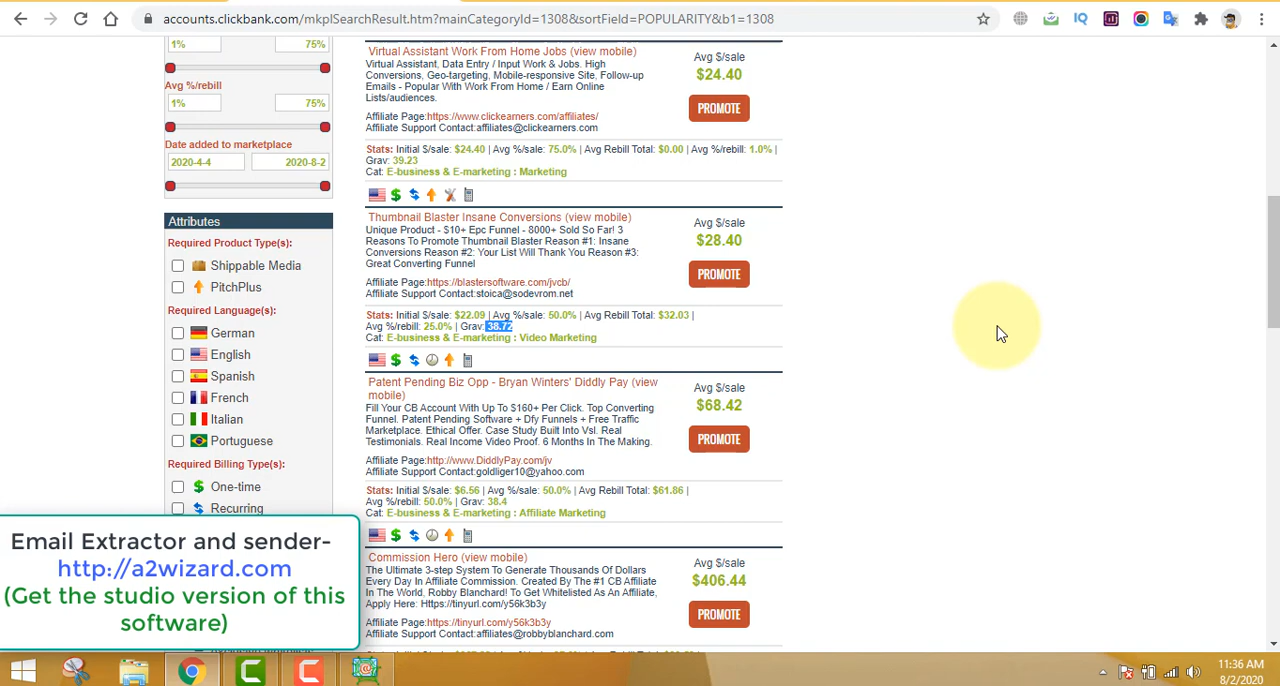 accounts.clickbank.com/mkplSearchResult.htm?mainCategoryId=1308&sortField=POPULARITY&b1=1308
1% 75%
Avg %/rebill
1% 75%
Date added to marketplace
2020-4-4 2020-8-2
Attributes
Required Product Type(s):
Shippable Media
PitchPlus
Required Language(s):
German
English
Spanish
French
Italian
Portuguese
Required Billing Type(s):
One-time
Recurring
Virtual Assistant Work From Home Jobs (view mobile)
Virtual Assistant, Data Entry / Input Work & Jobs. High
Conversions, Geo-targeting, Mobile-responsive Site, Follow-up
Emails - Popular With Work From Home / Earn Online
Lists/audiences.
Affiliate Page:https://www.clickearners.com/affiliates/
Affiliate Support Contact:affiliates@clickearners.com
Avg $/sale
$24.40
PROMOTE
Stats: Initial $/sale: $24.40 | Avg %/sale: 75.0% | Avg Rebill Total: $0.00 | Avg %/rebill: 1.0% |
Grav: 39.23
Cat: E-business & E-marketing : Marketing
Thumbnail Blaster Insane Conversions (view mobile)
Unique Product - $10+ Epc Funnel - 8000+ Sold So Far! 3
Reasons To Promote Thumbnail Blaster Reason #1: Insane
Conversions Reason #2: Your List Will Thank You Reason #3:
Great Converting Funnel
Affiliate Page:https://blastersoftware.com/jvcb/
Affiliate Support Contact:stoica@sodevrom.net
Avg $/sale
$28.40
PROMOTE
Stats: Initial $/sale: $22.09 | Avg %/sale: 50.0% | Avg Rebill Total: $32.03 |
Avg %/rebill: 25.0% | Grav: 38.72
Cat: E-business & E-marketing : Video Marketing
Patent Pending Biz Opp - Bryan Winters' Diddly Pay (view
mobile)
Fill Your CB Account With Up To $160+ Per Click. Top Converting
Funnel. Patent Pending Software + Dfy Funnels + Free Traffic
Marketplace. Ethical Offer. Case Study Built Into Vsl. Real
Testimonials. Real Income Video Proof. 6 Months In The Making.
Affiliate Page:http://www.DiddlyPay.com/jv
Affiliate Support Contact:goldliger10@yahoo.com
Avg $/sale
$68.42
PROMOTE
Stats: Initial $/sale: $6.56 | Avg %/sale: 50.0% | Avg Rebill Total: $61.86 |
Avg %/rebill: 50.0% | Grav: 38.4
Cat: E-business & E-marketing : Affiliate Marketing
Commission Hero (view mobile)
The Ultimate 3-step System To Generate Thousands Of Dollars
Every Day In Affiliate Commission. Created By The #1 CB Affiliate
In The World, Robby Blanchard! To Get Whitelisted As An Affiliate,
Apply Here: Https://tinyurl.com/y56k3b3y
Affiliate Page:https://tinyurl.com/y56k3b3y
Affiliate Support Contact:affiliates@robbyblanchard.com
Avg $/sale
$406.44
PROMOTE
Email Extractor and sender-
http://a2wizard.com
(Get the studio version of this
software)
11:36 AM
8/2/2020